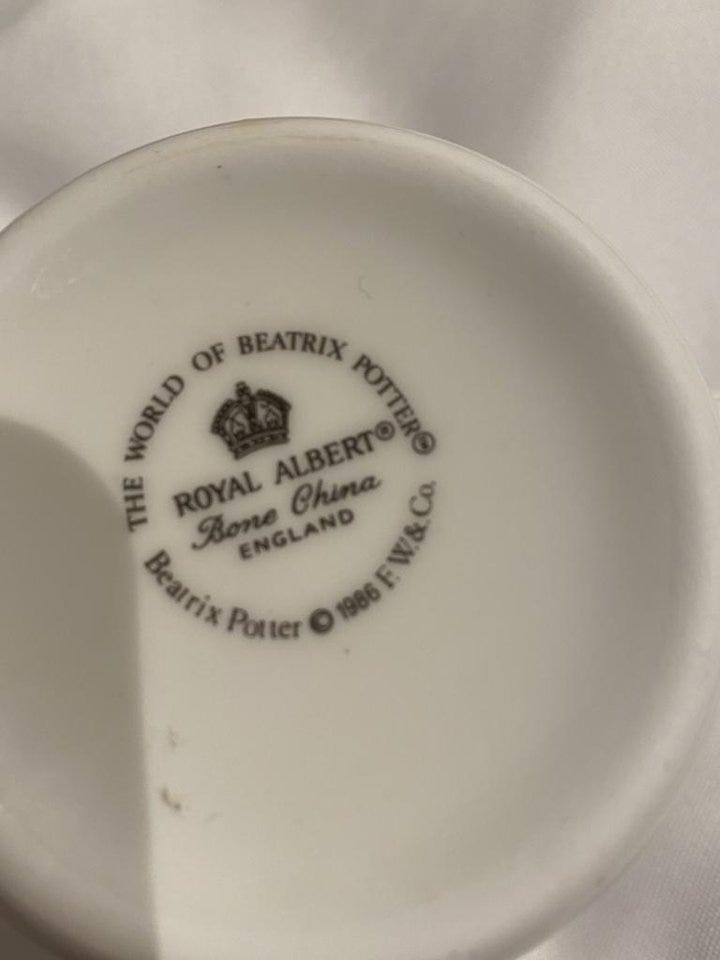 THE WORLD OF BEATRIX POTTER®
ROYAL ALBERT®
Bone China
ENGLAND
Beatrix Potter © 1986 F.W.&Co.